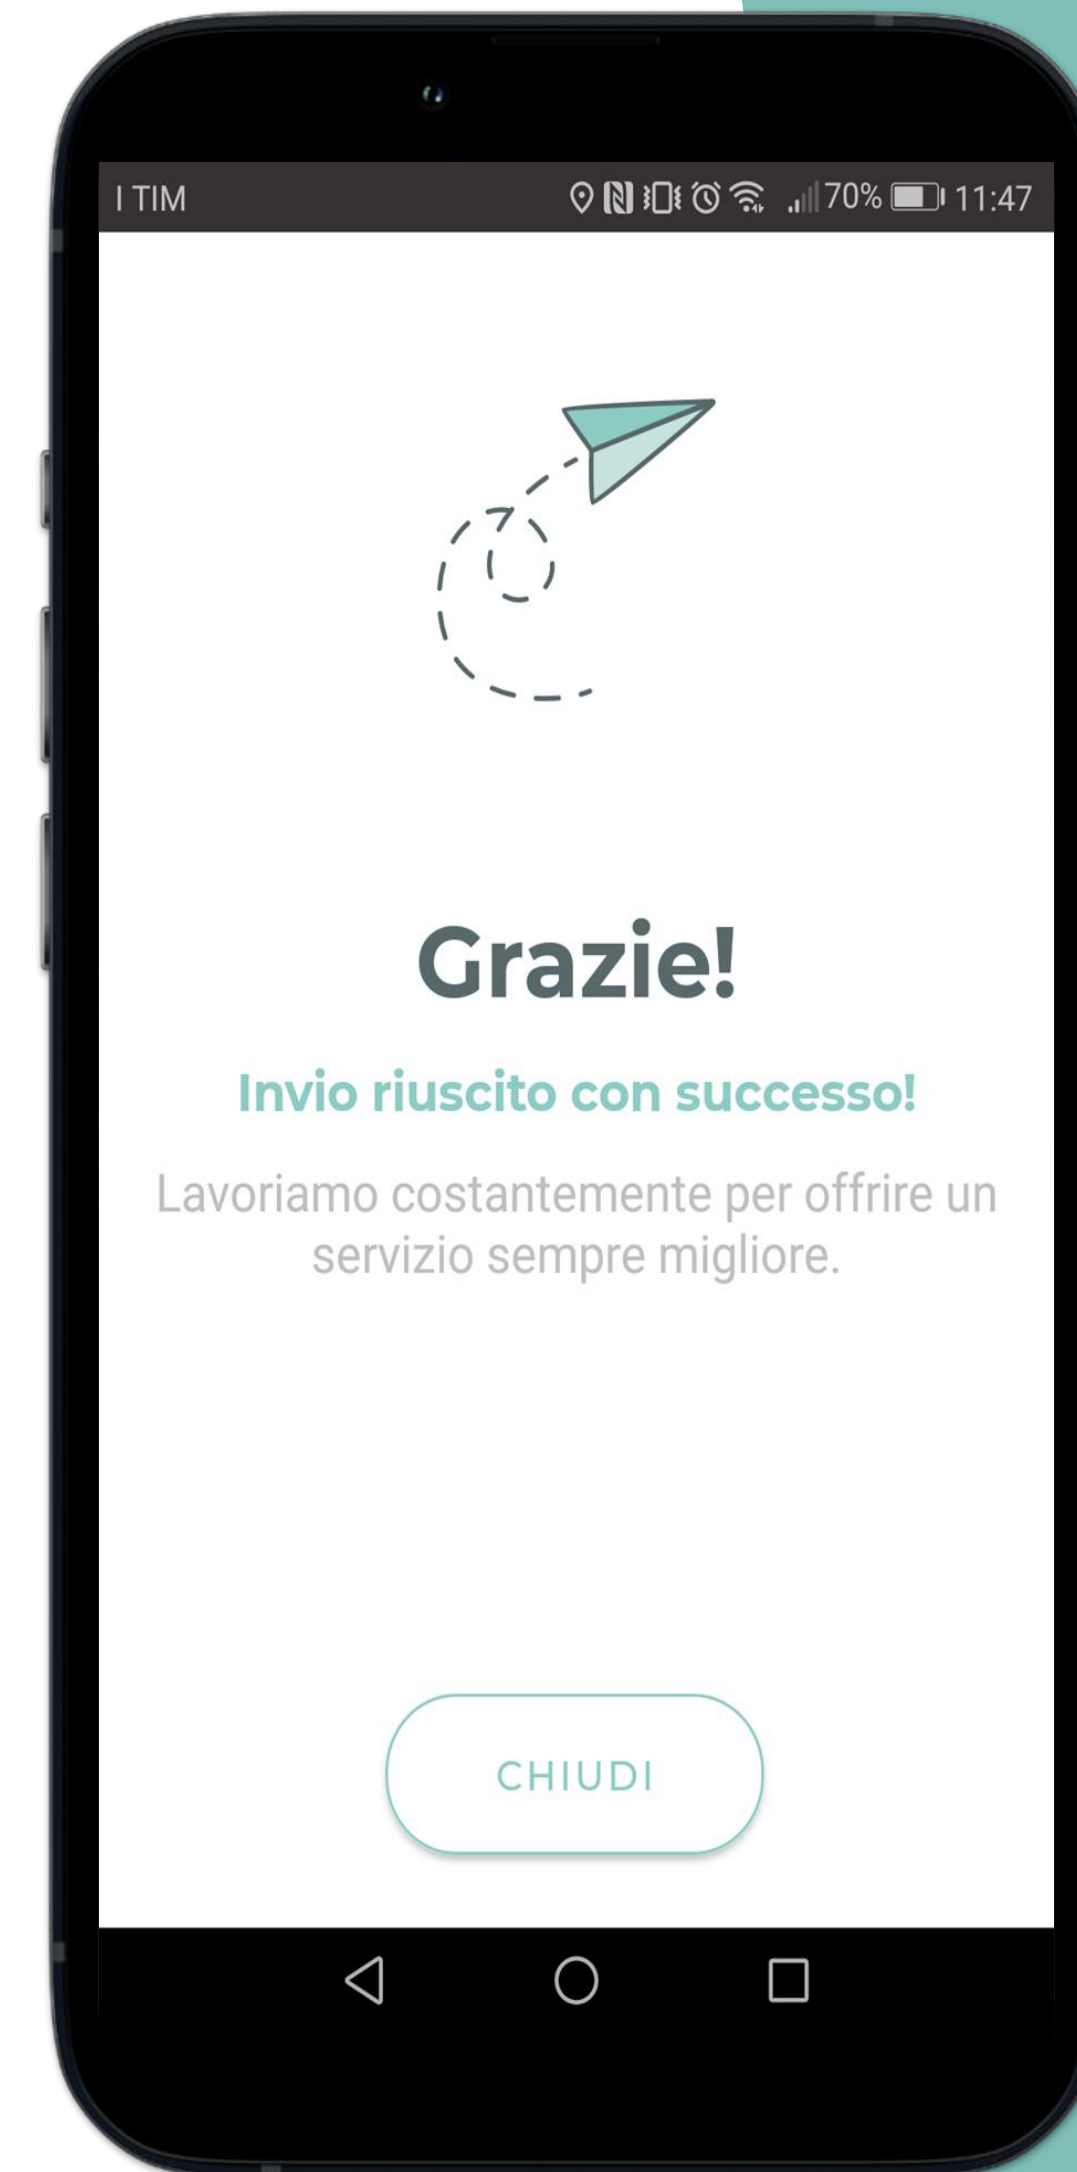 I TIM 70% 11:47
Grazie!
Invio riuscito con successo!
Lavoriamo costantemente per offrire un
servizio sempre migliore.
CHIUDI